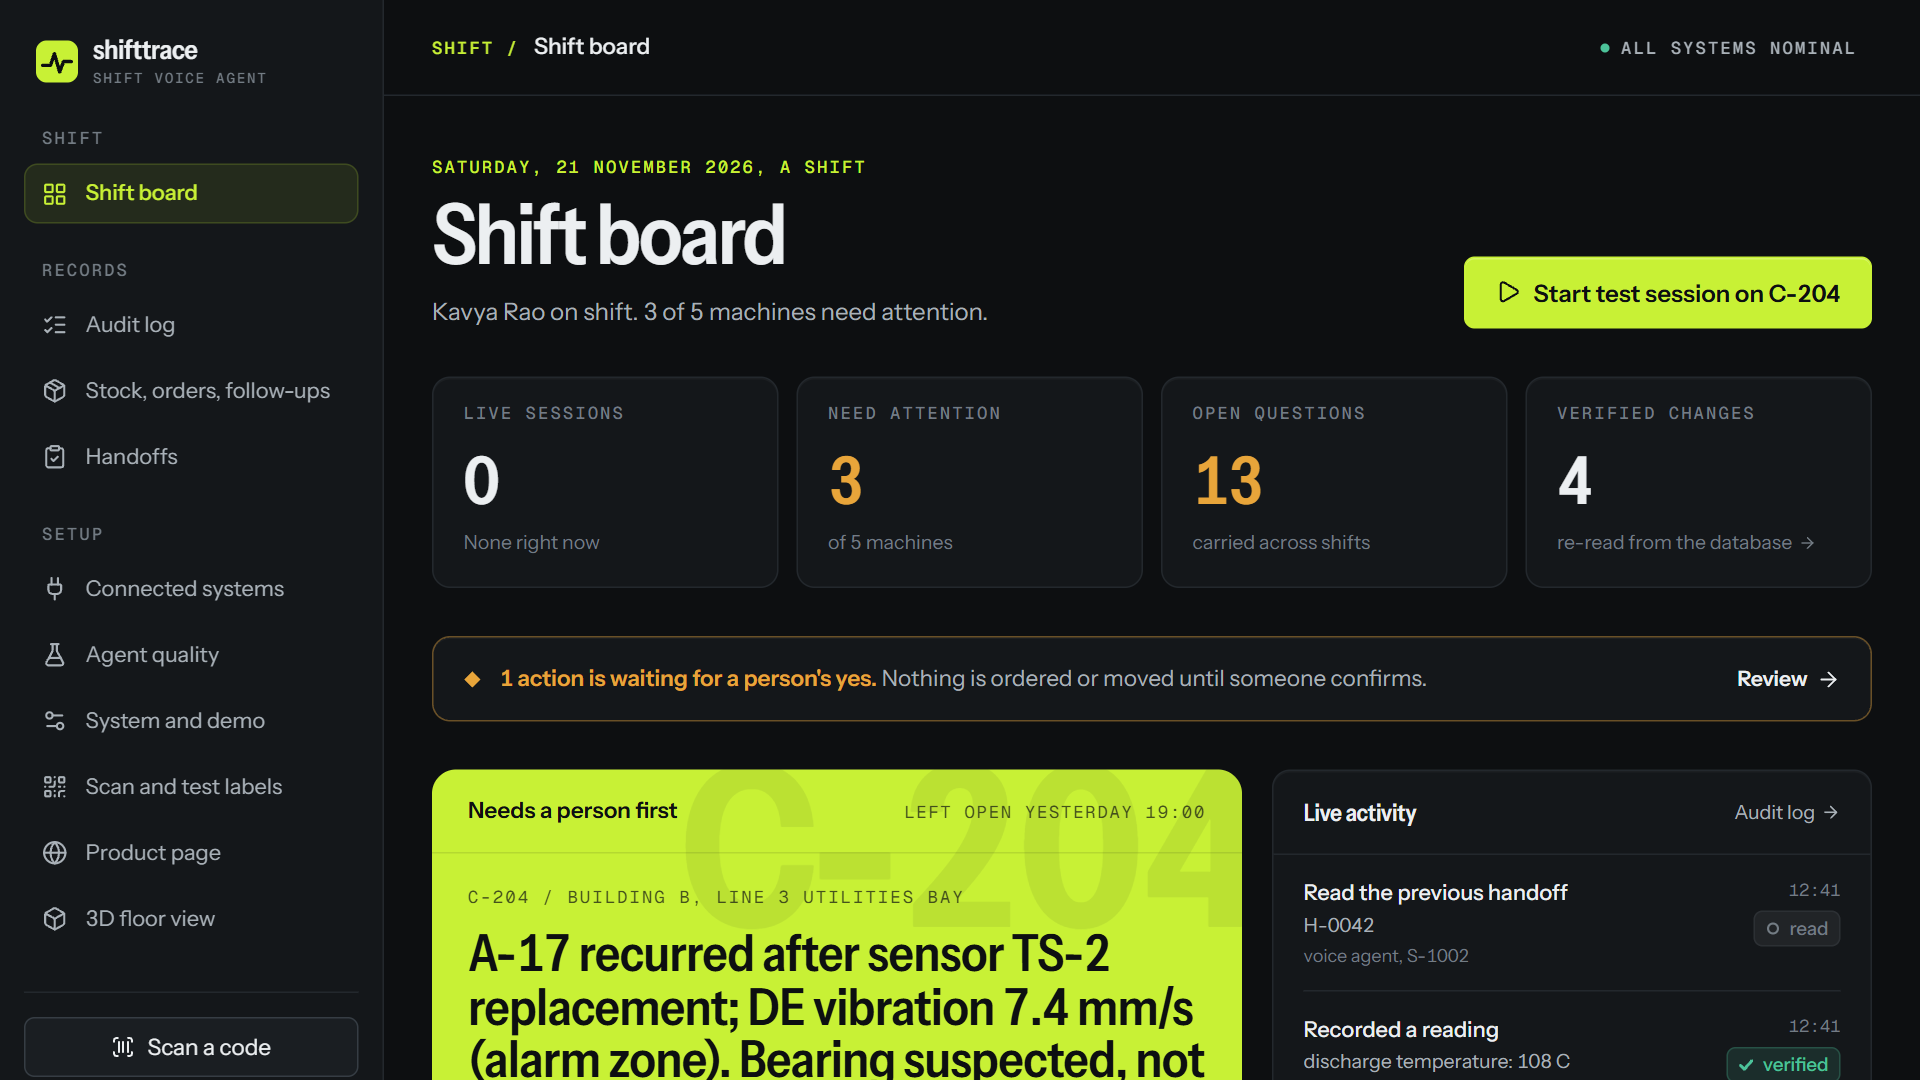 shifttrace
SHIFT VOICE AGENT
SHIFT
Shift board
RECORDS
Audit log
Stock, orders, follow-ups
Handoffs
SETUP
Connected systems
Agent quality
System and demo
Scan and test labels
Product page
3D floor view
Scan a code
SHIFT / Shift board
ALL SYSTEMS NOMINAL
SATURDAY, 21 NOVEMBER 2026, A SHIFT
Shift board
Kavya Rao on shift. 3 of 5 machines need attention.
Start test session on C-204
LIVE SESSIONS
0
None right now
NEED ATTENTION
3
of 5 machines
OPEN QUESTIONS
13
carried across shifts
VERIFIED CHANGES
4
re-read from the database →
1 action is waiting for a person's yes. Nothing is ordered or moved until someone confirms.
Review →
C-204
Needs a person first
LEFT OPEN YESTERDAY 19:00
C-204 / BUILDING B, LINE 3 UTILITIES BAY
A-17 recurred after sensor TS-2
replacement; DE vibration 7.4 mm/s
(alarm zone). Bearing suspected, not
Live activity
Audit log →
Read the previous handoff
12:41
H-0042
read
voice agent, S-1002
Recorded a reading
12:41
discharge temperature: 108 C
verified